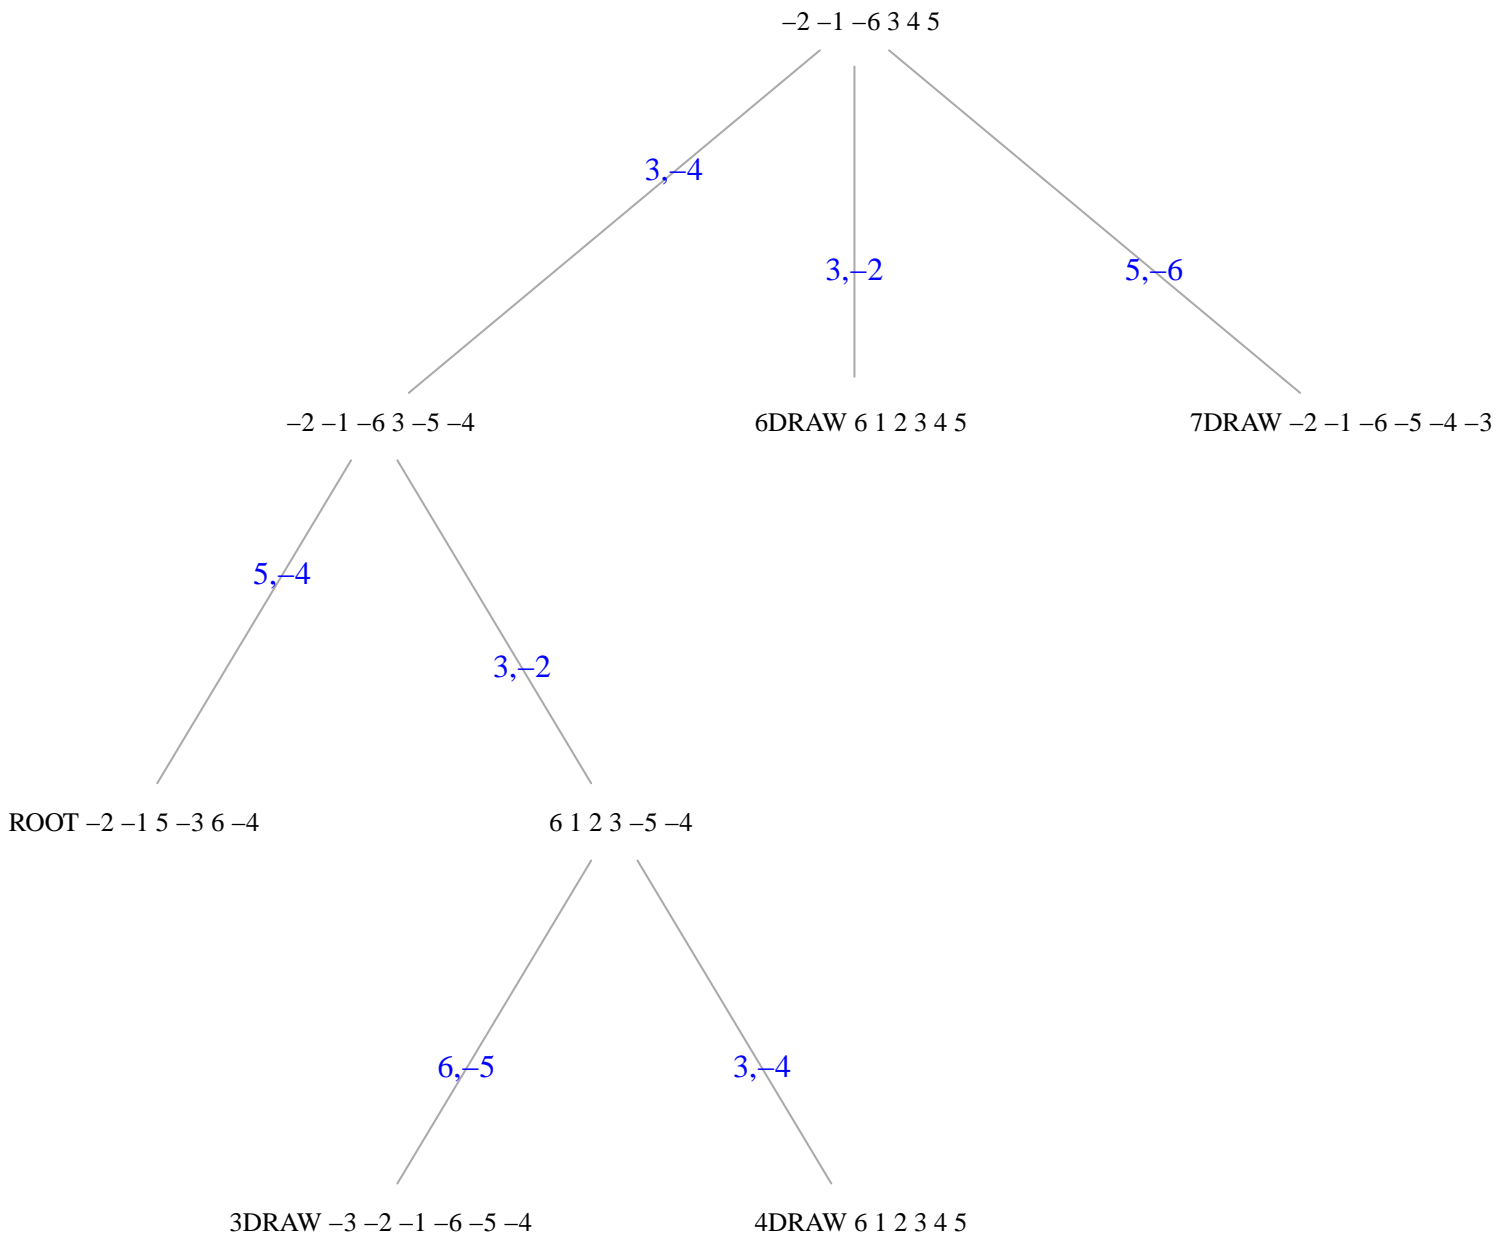 –2 –1 –6 3 4 5
3,–4
3,–2
5,–6
–2 –1 –6 3 –5 –4
6DRAW 6 1 2 3 4 5
7DRAW –2 –1 –6 –5 –4 –3
5,–4
3,–2
ROOT –2 –1 5 –3 6 –4
6 1 2 3 –5 –4
6,–5
3,–4
3DRAW –3 –2 –1 –6 –5 –4
4DRAW 6 1 2 3 4 5